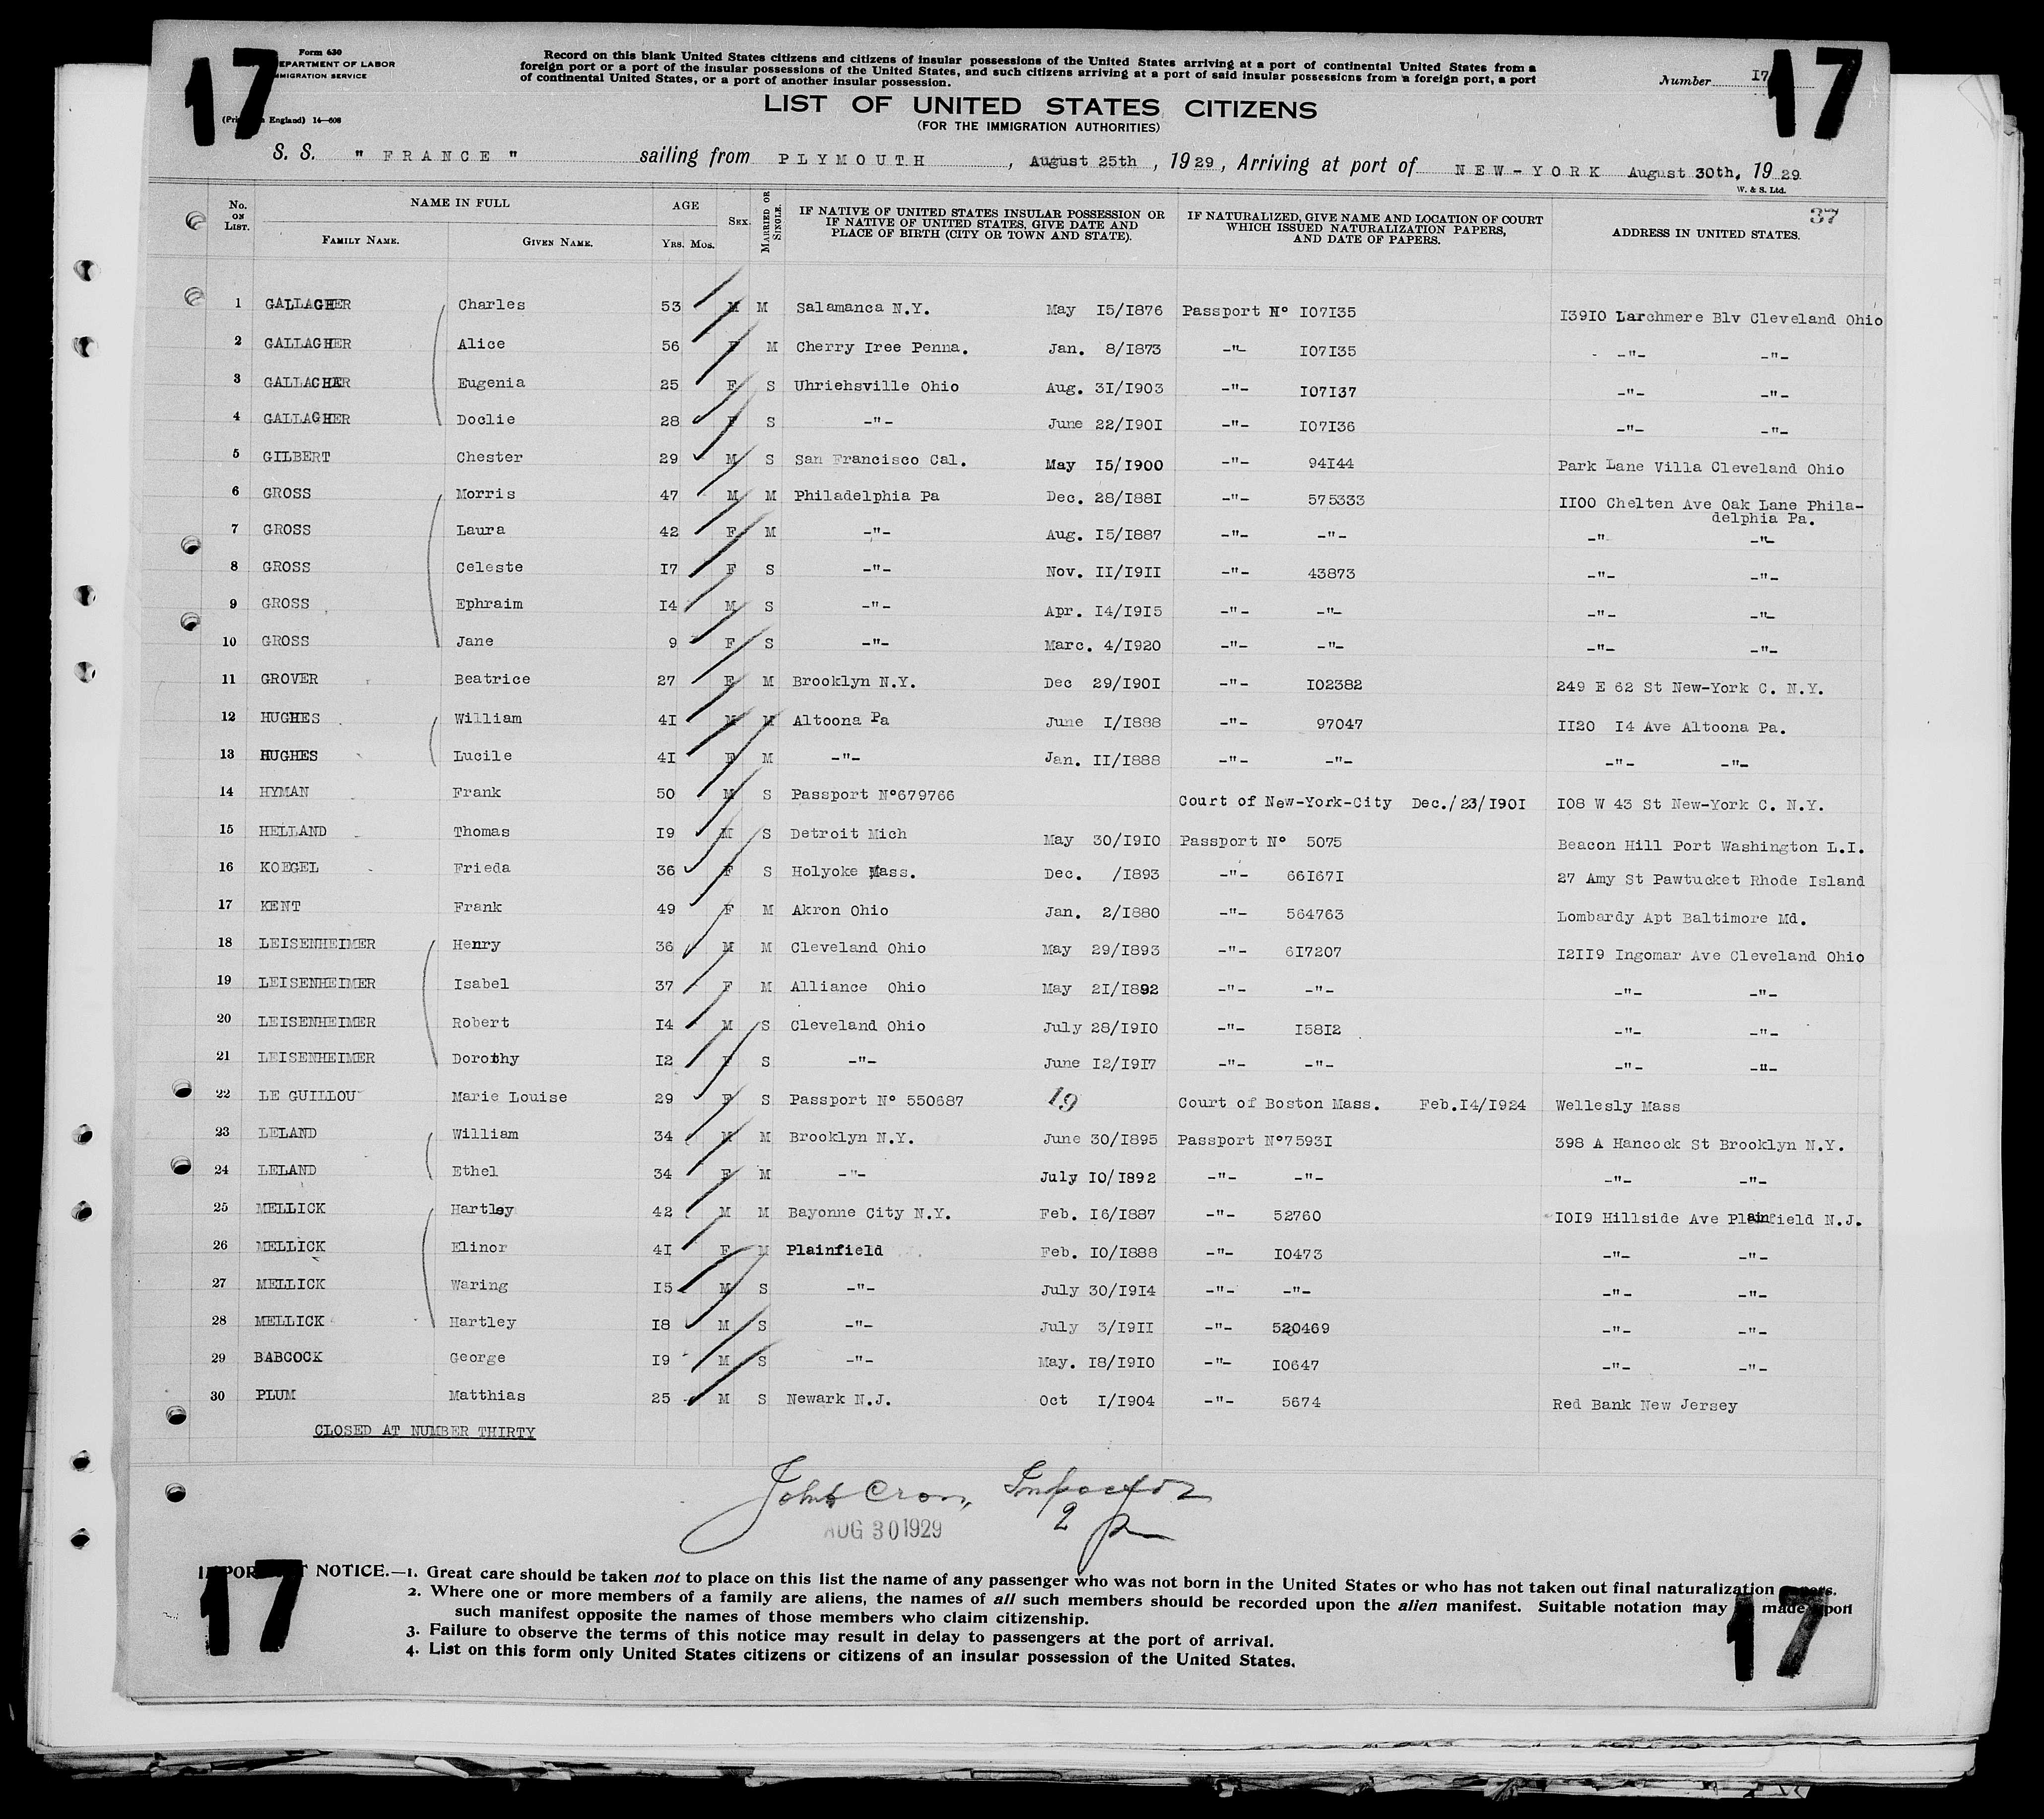 17
17
Form 630
DEPARTMENT OF LABOR
IMMIGRATION SERVICE
Record on this blank United States citizens and citizens of insular possessions of the United States arriving at a port of continental United States from a
foreign port or a port of the insular possessions of the United States, and such citizens arriving at a port of said insular possessions from a foreign port, a port
of continental United States, or a port of another insular possession.
Number 17
LIST OF UNITED STATES CITIZENS
(FOR THE IMMIGRATION AUTHORITIES)
England) 14—608
S. S. "FRANCE" sailing from PLYMOUTH, August 25th, 1929, Arriving at port of NEW-YORK August 30th, 1929
W. & S. Ltd.
37
No. ON LIST. NAME IN FULL FAMILY NAME. GIVEN NAME. AGE YRS. MOS. SEX. MARRIED OR SINGLE. IF NATIVE OF UNITED STATES INSULAR POSSESSION OR IF NATIVE OF UNITED STATES, GIVE DATE AND PLACE OF BIRTH (CITY OR TOWN AND STATE). IF NATURALIZED, GIVE NAME AND LOCATION OF COURT WHICH ISSUED NATURALIZATION PAPERS, AND DATE OF PAPERS. ADDRESS IN UNITED STATES.
1 GALLAGHER Charles 53 M M Salamanca N.Y. May 15/1876 Passport N° 107135 13910 Larchmere Blv Cleveland Ohio
2 GALLAGHER Alice 56 F M Cherry Iree Penna. Jan. 8/1873 -"- 107135 -"- -"-
3 GALLAGHER Eugenia 25 F S Uhriehsville Ohio Aug. 31/1903 -"- 107137 -"- -"-
4 GALLAGHER Doclie 28 F S -"- June 22/1901 -"- 107136 -"- -"-
5 GILBERT Chester 29 M S San Francisco Cal. May 15/1900 -"- 94144 Park Lane Villa Cleveland Ohio
6 GROSS Morris 47 M M Philadelphia Pa Dec. 28/1881 -"- 575333 1100 Chelten Ave Oak Lane Phila-
delphia Pa.
7 GROSS Laura 42 F M -"- Aug. 15/1887 -"- -"- -"- -"-
8 GROSS Celeste 17 F S -"- Nov. 11/1911 -"- 43873 -"- -"-
9 GROSS Ephraim 14 M S -"- Apr. 14/1915 -"- -"- -"- -"-
10 GROSS Jane 9 F S -"- Marc. 4/1920 -"- -"- -"- -"-
11 GROVER Beatrice 27 F M Brooklyn N.Y. Dec 29/1901 -"- 102382 249 E 62 St New-York C. N.Y.
12 HUGHES William 41 M M Altoona Pa June 1/1888 -"- 97047 1120 14 Ave Altoona Pa.
13 HUGHES Lucile 41 F M -"- Jan. 11/1888 -"- -"- -"- -"-
14 HYMAN Frank 50 M S Passport N°679766 Court of New-York-City Dec./23/1901 108 W 43 St New-York C. N.Y.
15 HELLAND Thomas 19 M S Detroit Mich May 30/1910 Passport N° 5075 Beacon Hill Port Washington L.I.
16 KOEGEL Frieda 36 F S Holyoke Mass. Dec. /1893 -"- 661671 27 Amy St Pawtucket Rhode Island
17 KENT Frank 49 F M Akron Ohio Jan. 2/1880 -"- 564763 Lombardy Apt Baltimore Md.
18 LEISENHEIMER Henry 36 M M Cleveland Ohio May 29/1893 -"- 617207 12119 Ingomar Ave Cleveland Ohio
19 LEISENHEIMER Isabel 37 F M Alliance Ohio May 21/1892 -"- -"- -"- -"-
20 LEISENHEIMER Robert 14 M S Cleveland Ohio July 28/1910 -"- 15812 -"- -"-
21 LEISENHEIMER Dorothy 12 F S -"- June 12/1917 -"- -"- -"- -"-
22 LE GUILLOU Marie Louise 29 F S Passport N° 550687 19 Court of Boston Mass. Feb.14/1924 Wellesly Mass
23 LELAND William 34 M M Brooklyn N.Y. June 30/1895 Passport N°75931 398 A Hancock St Brooklyn N.Y.
24 LELAND Ethel 34 F M -"- July 10/1892 -"- -"- -"- -"-
25 MELLICK Hartley 42 M M Bayonne City N.Y. Feb. 16/1887 -"- 52760 1019 Hillside Ave Plainfield N.J.
26 MELLICK Elinor 41 F M Plainfield Feb. 10/1888 -"- 10473 -"- -"-
27 MELLICK Waring 15 M S -"- July 30/1914 -"- -"- -"- -"-
28 MELLICK Hartley 18 M S -"- July 3/1911 -"- 520469 -"- -"-
29 BABCOCK George 19 M S -"- May. 18/1910 -"- 10647 -"- -"-
30 PLUM Matthias 25 M S Newark N.J. Oct 1/1904 -"- 5674 Red Bank New Jersey
CLOSED AT NUMBER THIRTY
John Cron, Inspector
AUG 30 1929
2 p
IMPORTANT NOTICE.—1. Great care should be taken not to place on this list the name of any passenger who was not born in the United States or who has not taken out final naturalization papers.
2. Where one or more members of a family are aliens, the names of all such members should be recorded upon the alien manifest. Suitable notation may made upon
such manifest opposite the names of those members who claim citizenship.
3. Failure to observe the terms of this notice may result in delay to passengers at the port of arrival.
4. List on this form only United States citizens or citizens of an insular possession of the United States.
17
17